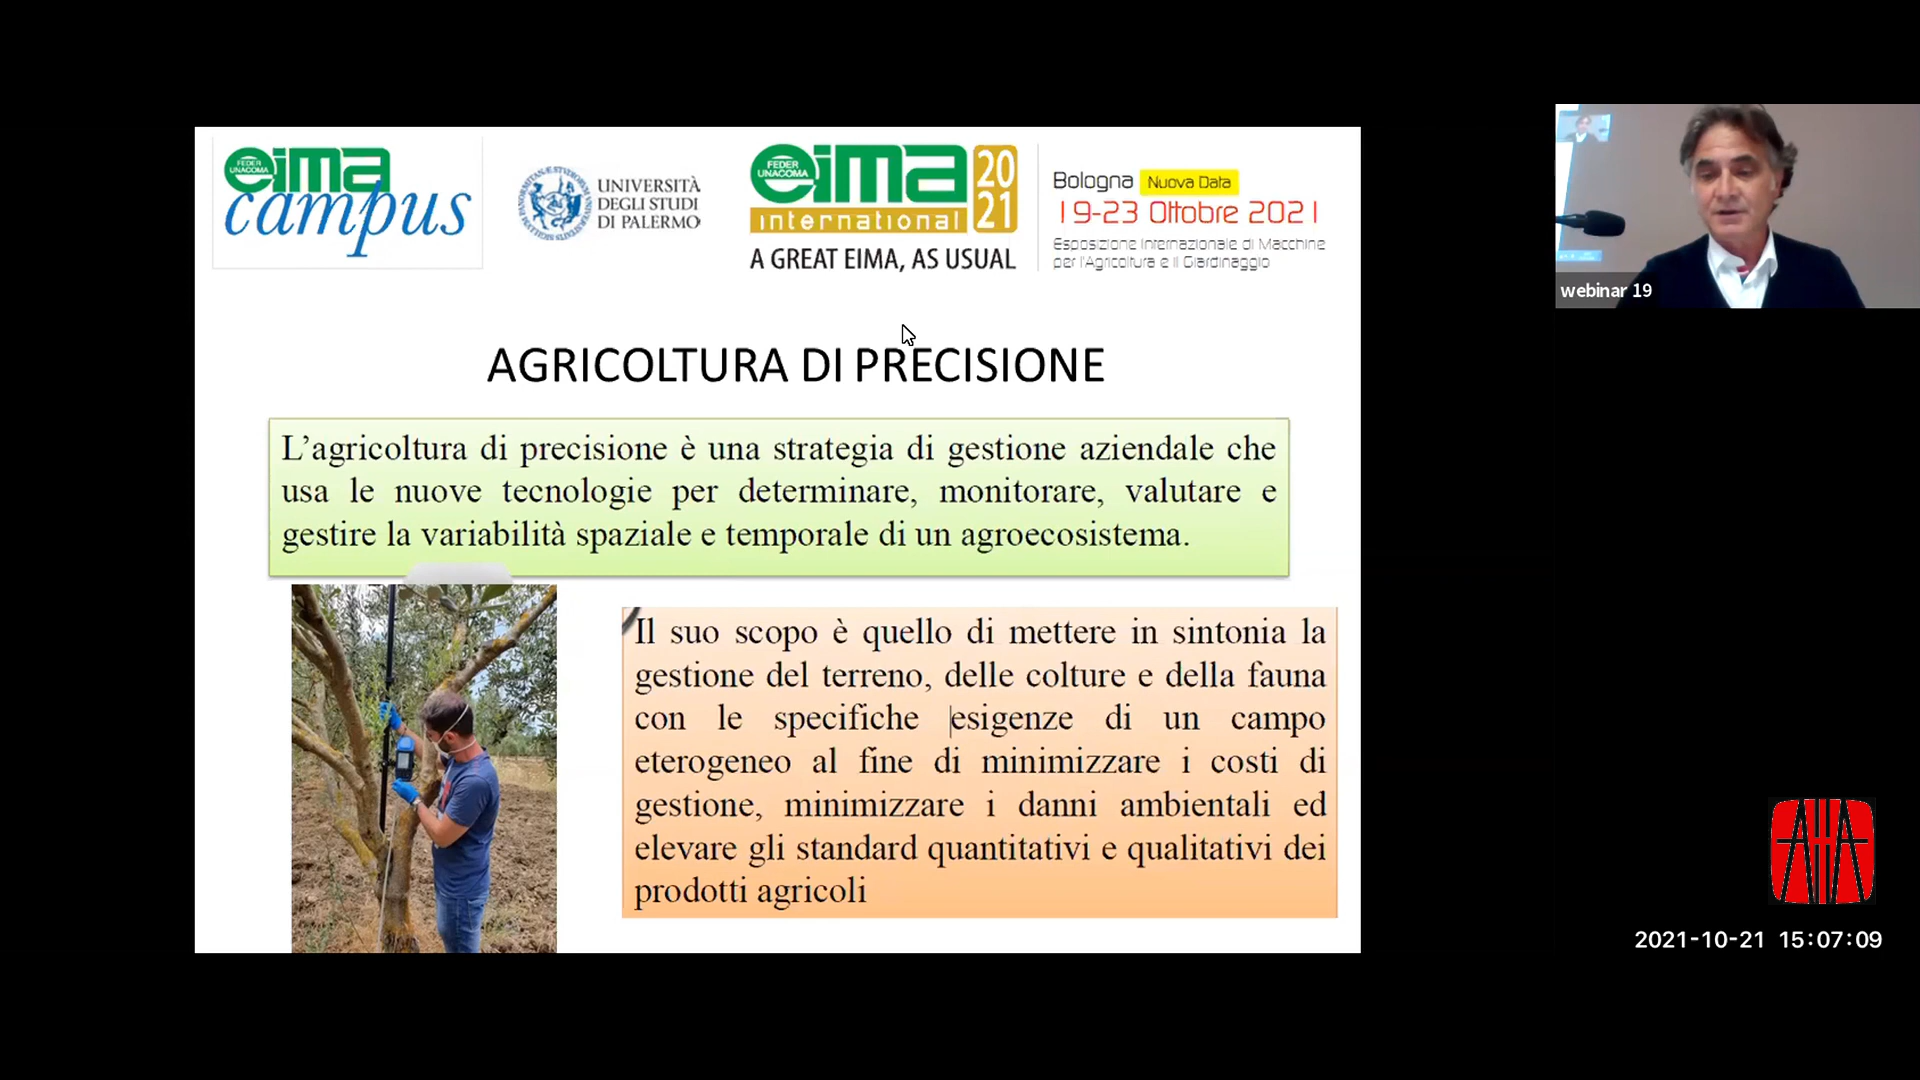 FEDER
UNACOMA
eima
campus
UNIVERSITÀ
DEGLI STUDI
DI PALERMO
FEDER
UNACOMA
eima
2021
international
A GREAT EIMA, AS USUAL
Bologna Nuova Data
19-23 Ottobre 2021
Esposizione Internazionale di Macchine
per l'Agricoltura e il Giardinaggio
webinar 19
AGRICOLTURA DI PRECISIONE
L’agricoltura di precisione è una strategia di gestione aziendale che
usa le nuove tecnologie per determinare, monitorare, valutare e
gestire la variabilità spaziale e temporale di un agroecosistema.
Il suo scopo è quello di mettere in sintonia la
gestione del terreno, delle colture e della fauna
con le specifiche esigenze di un campo
eterogeneo al fine di minimizzare i costi di
gestione, minimizzare i danni ambientali ed
elevare gli standard quantitativi e qualitativi dei
prodotti agricoli
2021-10-21 15:07:09